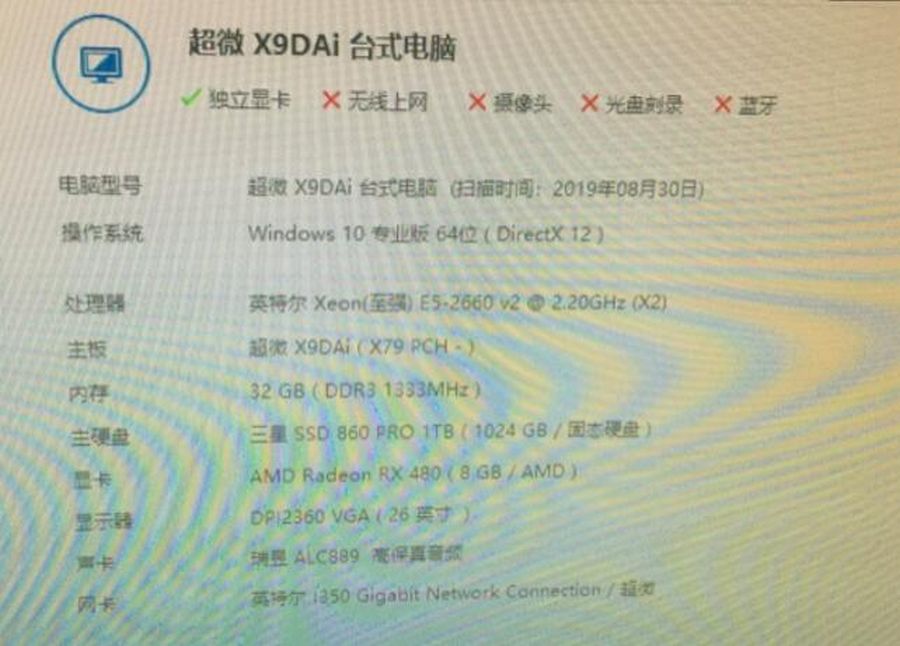 超微 X9DAi 台式电脑
独立显卡 无线上网 摄像头 光盘刻录 蓝牙
电脑型号 超微 X9DAi 台式电脑 (扫描时间：2019年08月30日)
操作系统 Windows 10 专业版 64位 ( DirectX 12 )
处理器 英特尔 Xeon(至强) E5-2660 v2 @ 2.20GHz (X2)
主板 超微 X9DAi ( X79 PCH - )
内存 32 GB ( DDR3 1333MHz )
主硬盘 三星 SSD 860 PRO 1TB ( 1024 GB / 固态硬盘 )
显卡 AMD Radeon RX 480 ( 8 GB / AMD )
显示器 DPI2360 VGA ( 26 英寸 )
声卡 瑞昱 ALC889 高保真音频
网卡 英特尔 i350 Gigabit Network Connection / 超微